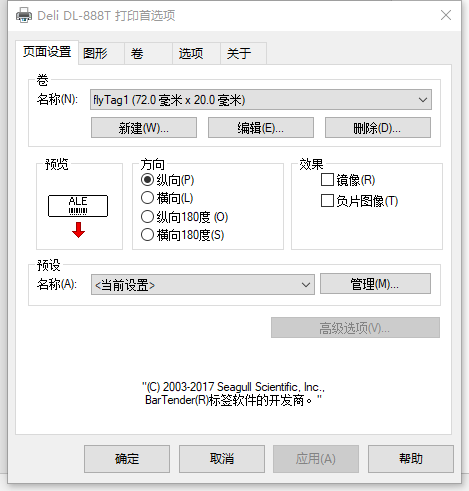 Deli DL-888T 打印首选项
页面设置 图形 卷 选项 关于
卷
名称(N): flyTag1 (72.0 毫米 x 20.0 毫米)
新建(W)... 编辑(E)... 删除(D)...
预览 方向 效果
纵向(P) 镜像(R)
ALE 横向(L) 负片图像(T)
纵向180度 (O)
横向180度(S)
预设
名称(A): <当前设置> 管理(M)...
高级选项(V)...
"(C) 2003-2017 Seagull Scientific, Inc.,
BarTender(R)标签软件的开发商。"
确定 取消 应用(A) 帮助